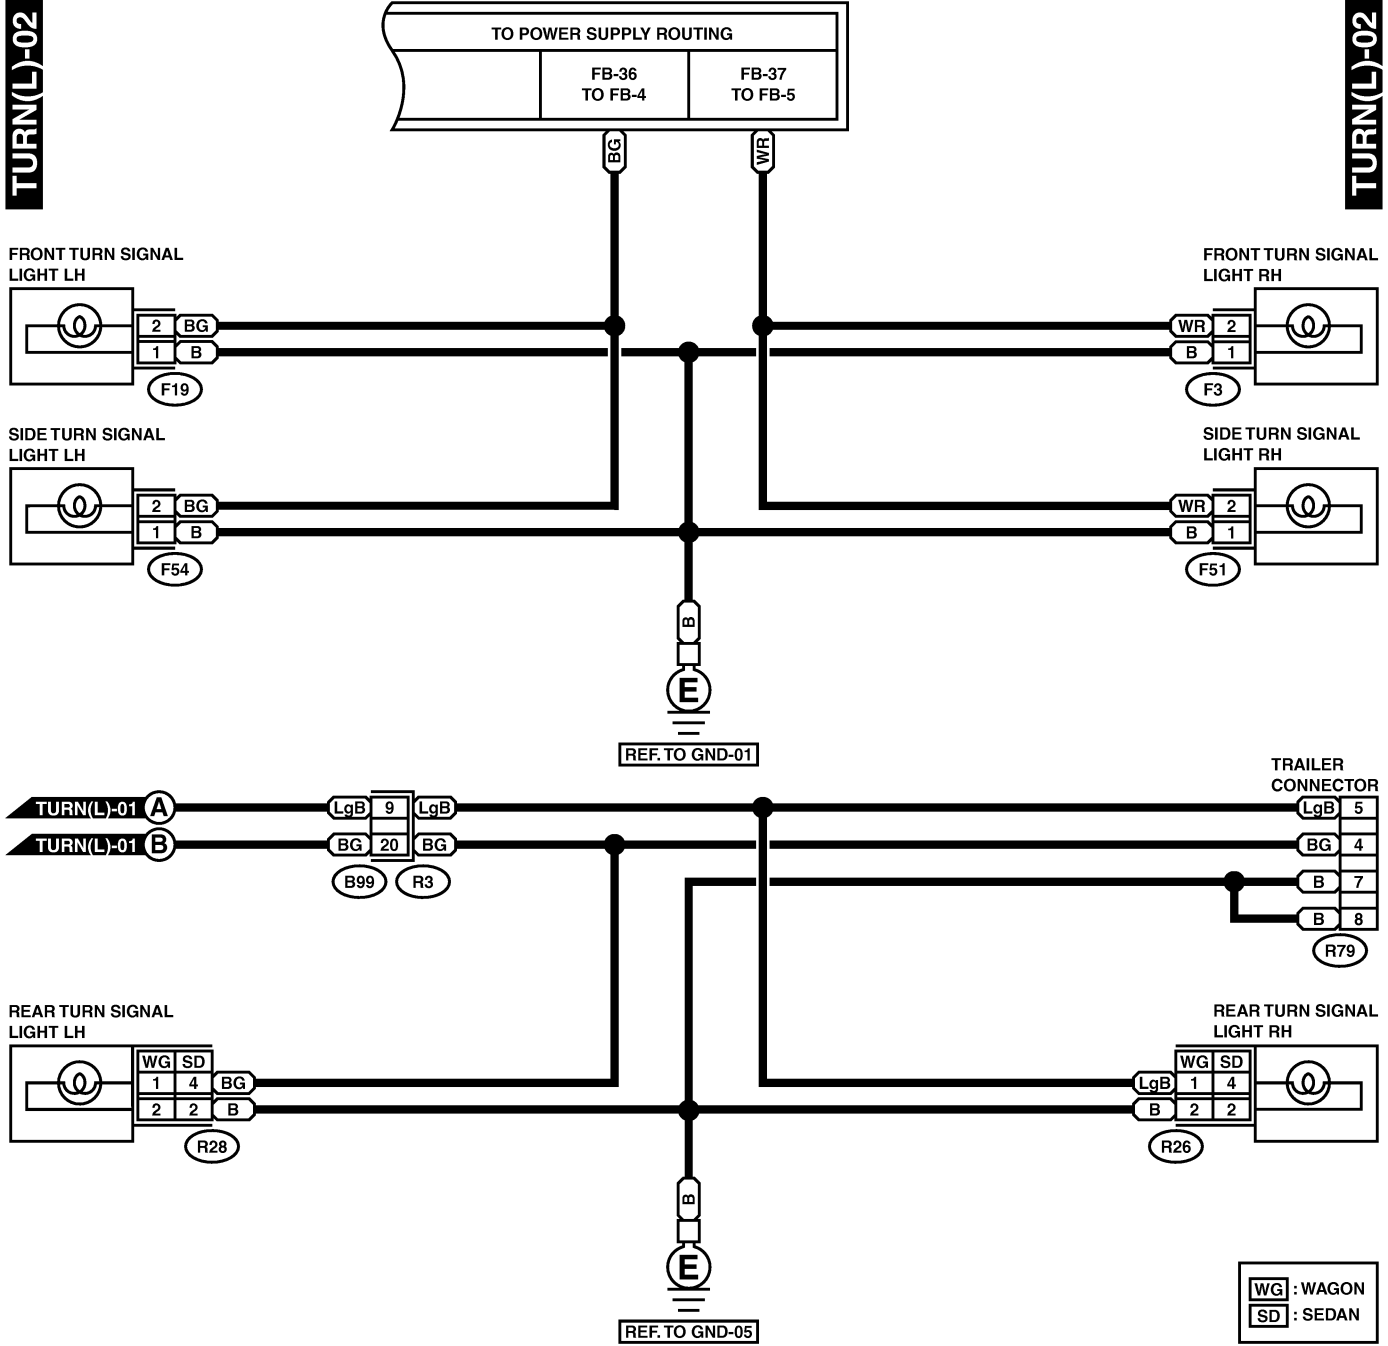 TURN(L)-02
TURN(L)-02
TO POWER SUPPLY ROUTING
FB-36
TO FB-4
FB-37
TO FB-5
BG
WR
FRONT TURN SIGNAL
LIGHT LH
2 BG
1 B
F19
FRONT TURN SIGNAL
LIGHT RH
WR 2
B 1
F3
SIDE TURN SIGNAL
LIGHT LH
2 BG
1 B
F54
SIDE TURN SIGNAL
LIGHT RH
WR 2
B 1
F51
B
E
REF. TO GND-01
TURN(L)-01 A
LgB 9 LgB
TURN(L)-01 B
BG 20 BG
B99 R3
TRAILER
CONNECTOR
LgB 5
BG 4
B 7
B 8
R79
REAR TURN SIGNAL
LIGHT LH
WG SD
1 4 BG
2 2 B
R28
REAR TURN SIGNAL
LIGHT RH
WG SD
LgB 1 4
B 2 2
R26
B
E
REF. TO GND-05
WG : WAGON
SD : SEDAN